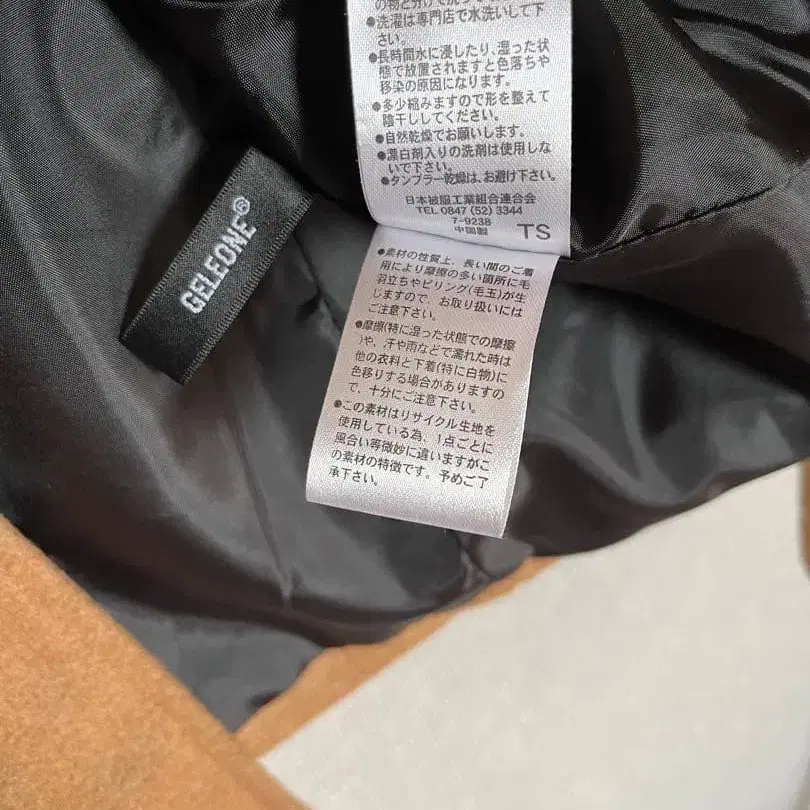 の物と分けて洗っ
●洗濯は専門店で水洗いして下
さい。
●長時間水に浸したり、湿った状
態で放置されますと色落ちや
移染の原因になります。
●多少縮みますので形を整えて
陰干ししてください。
●自然乾燥でお願いします。
●漂白剤入りの洗剤は使用しな
いで下さい。
●タンブラー乾燥は、お避け下さい。
日本被服工業組合連合会
TEL 0847 (52) 3344
7-9238
中国製
TS
GELEONE®
●素材の性質上、長い間のご着
用により摩擦の多い箇所に毛
羽立ちやピリング(毛玉)が生
じますので、お取り扱いには
ご注意下さい。
●摩擦(特に湿った状態での摩擦
)や、汗や雨などで濡れた時は
他の衣料と下着(特に白物)に
色移りする場合がありますの
で、十分にご注意下さい。
●この素材はリサイクル生地を
使用している為、1点ごとに
風合い等微妙に違いますがこ
の素材の特徴です。予めご了
承下さい。